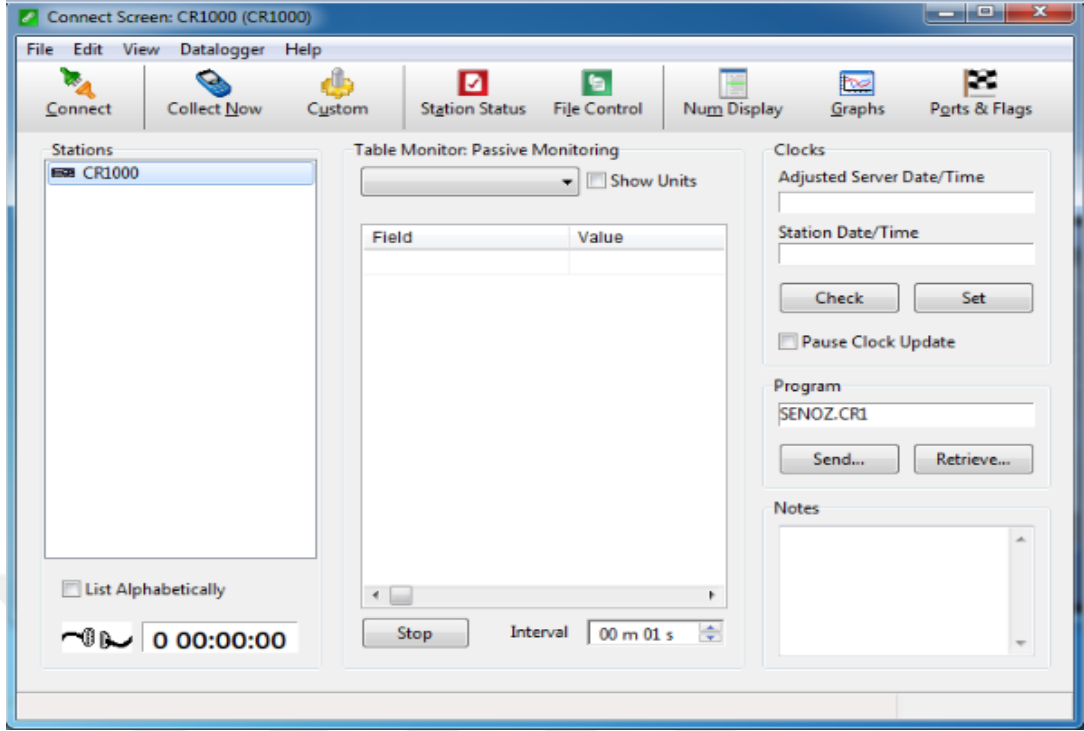 Connect Screen: CR1000 (CR1000)
File Edit View Datalogger Help
Connect Collect Now Custom Station Status File Control Num Display Graphs Ports & Flags
Stations
CR1000
List Alphabetically
0 00:00:00
Table Monitor: Passive Monitoring
Show Units
Field Value
Stop Interval 00 m 01 s
Clocks
Adjusted Server Date/Time
Station Date/Time
Check Set
Pause Clock Update
Program
SENOZ.CR1
Send... Retrieve...
Notes